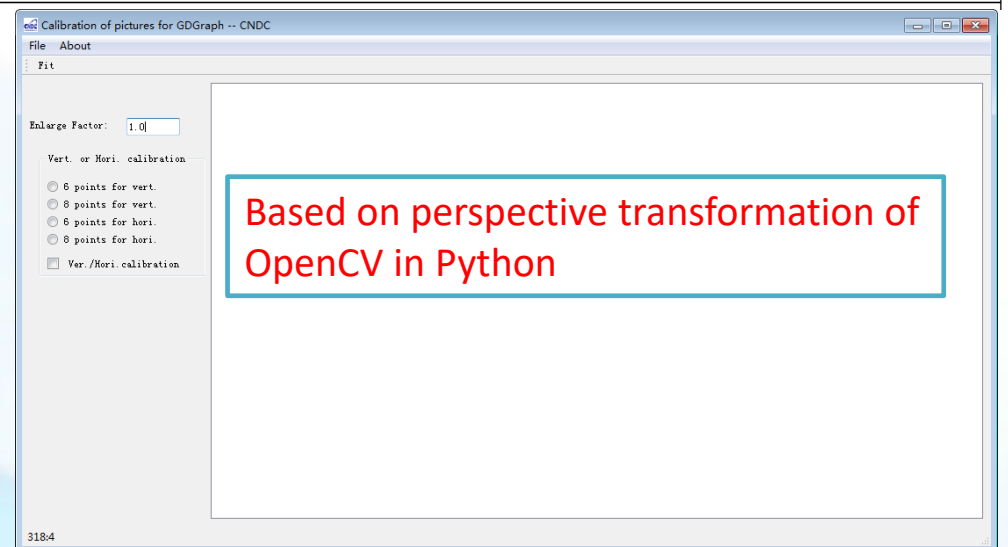 Calibration of pictures for GDGraph -- CNDC
File About
Fit
Enlarge Factor: 1.0
Vert. or Hori. calibration
6 points for vert.
8 points for vert.
6 points for hori.
8 points for hori.
Ver./Hori.calibration
Based on perspective transformation of
OpenCV in Python
318:4